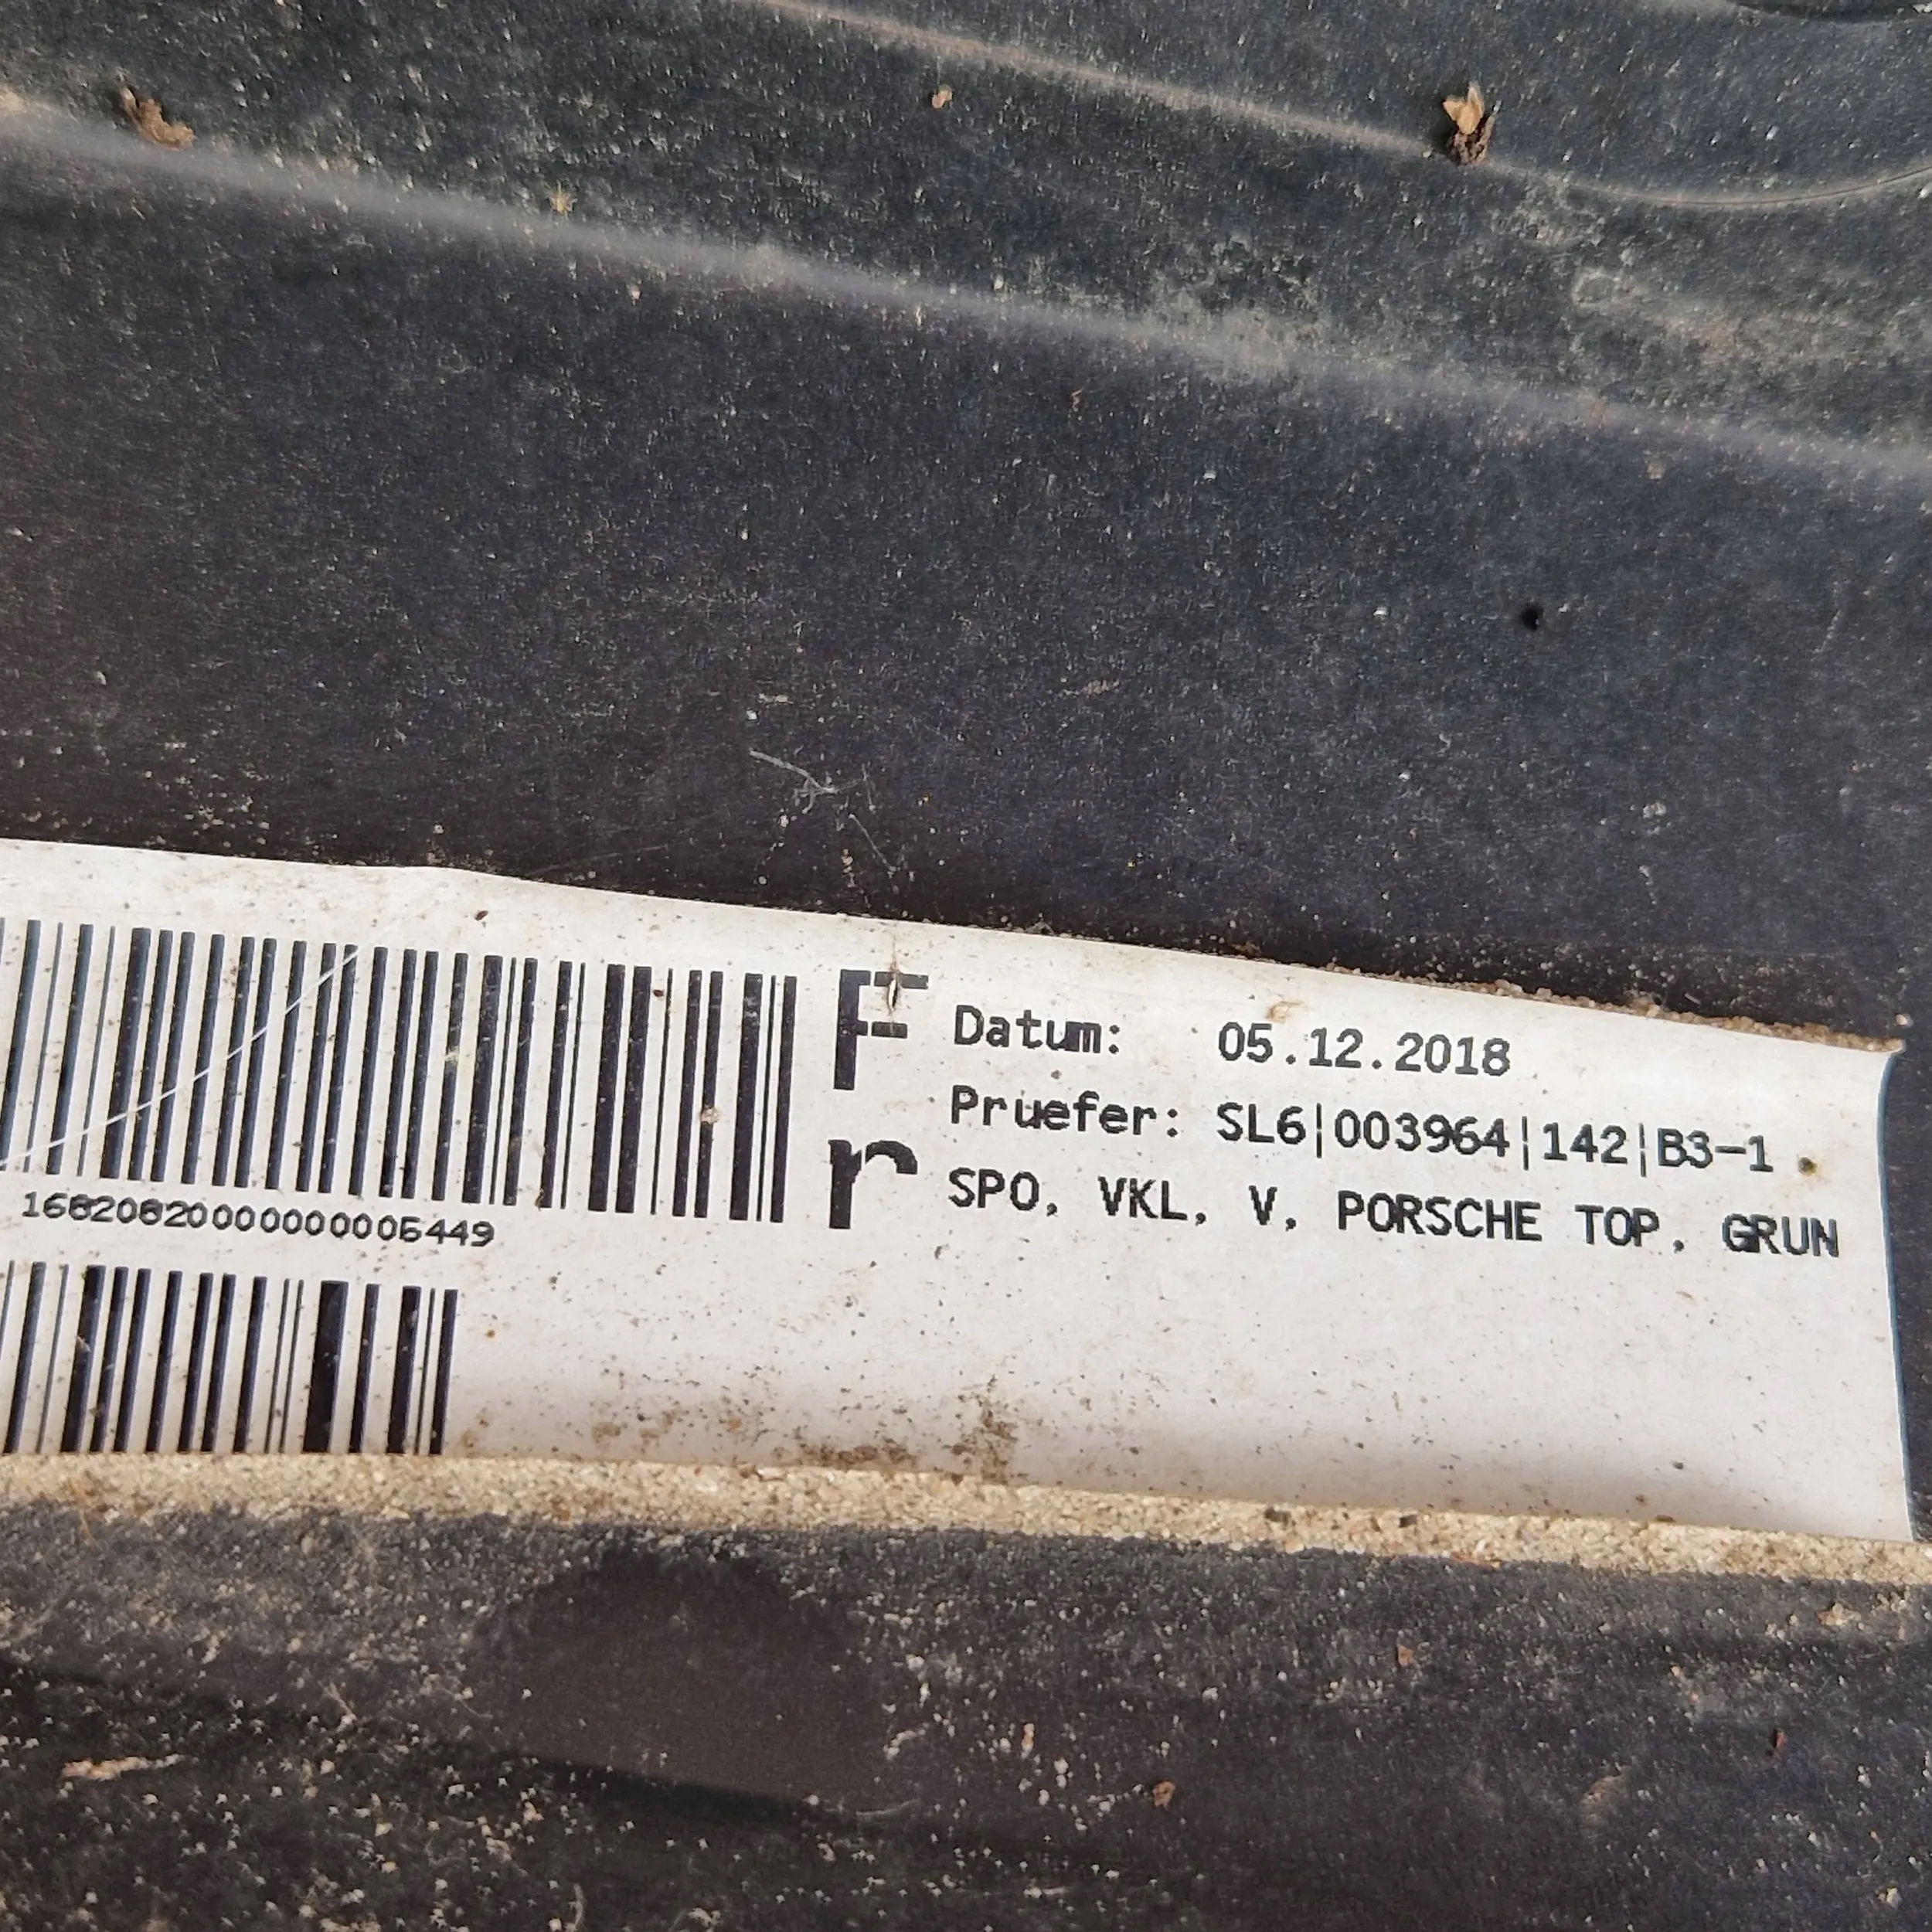 F
r
Datum: 05.12.2018
Pruefer: SL6|003964|142|B3-1
SPO, VKL, V, PORSCHE TOP, GRUN
16820820000000006449